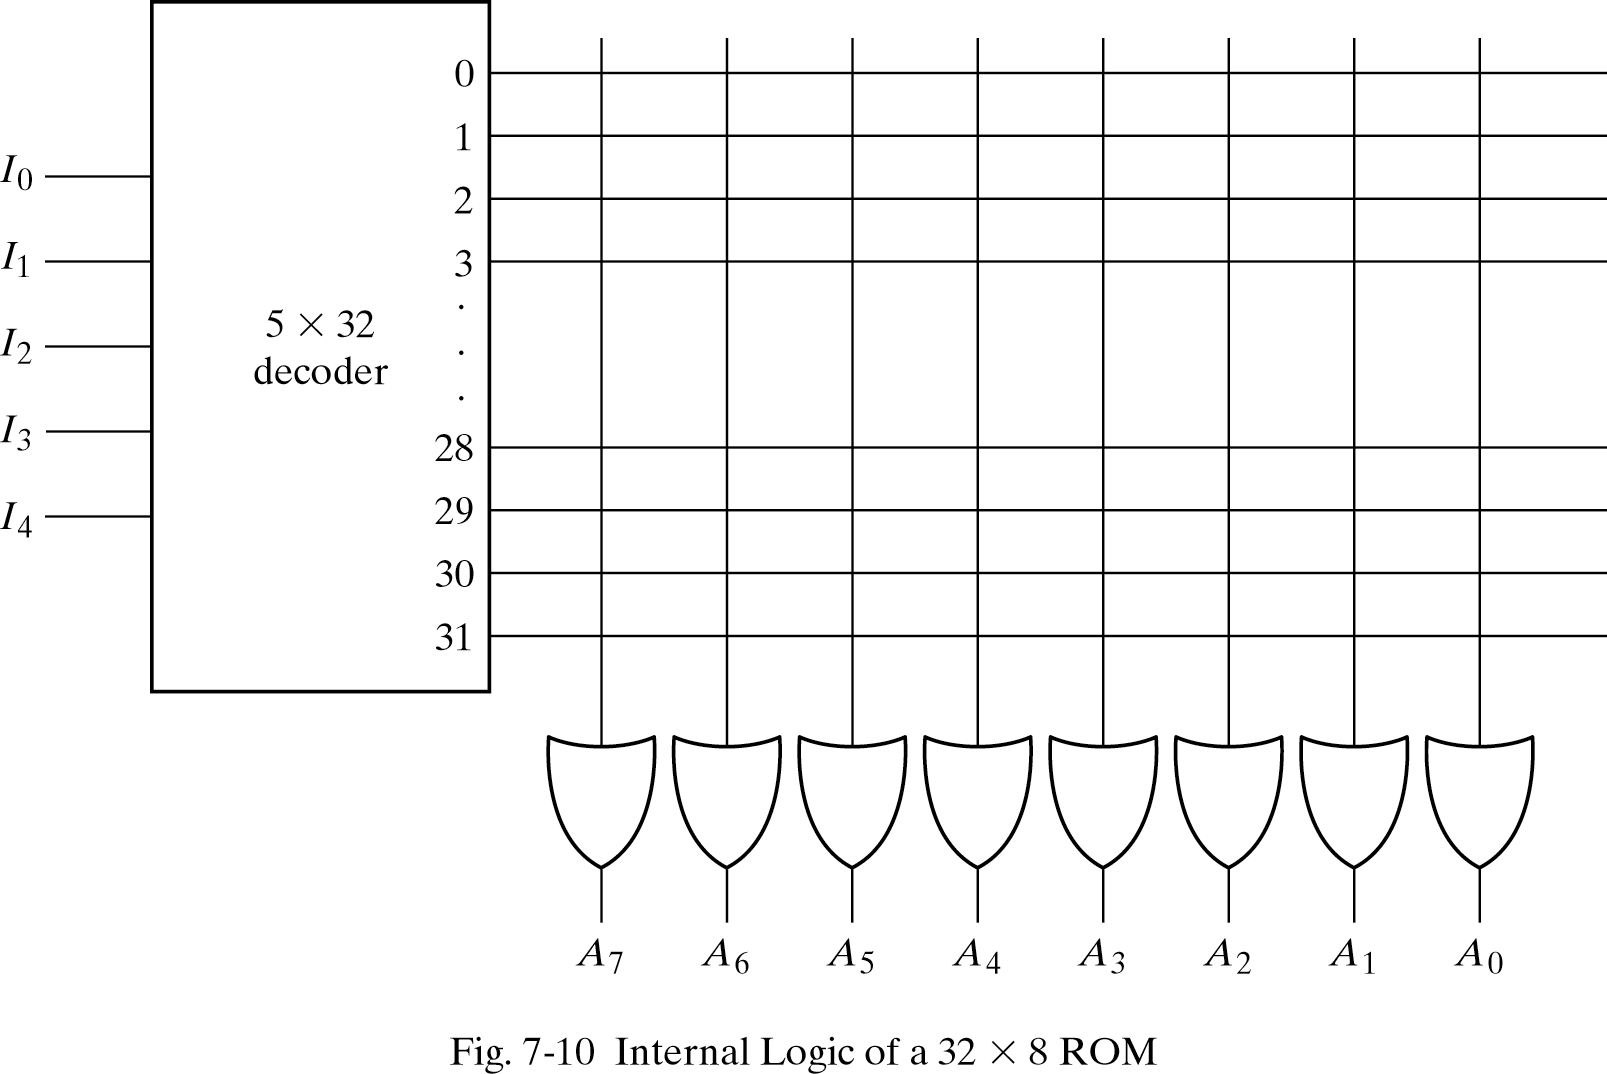 0
1
I0
2
I1
3
.
5 × 32
I2
.
decoder
.
I3
28
29
I4
30
31
A7 A6 A5 A4 A3 A2 A1 A0
Fig. 7-10 Internal Logic of a 32 × 8 ROM